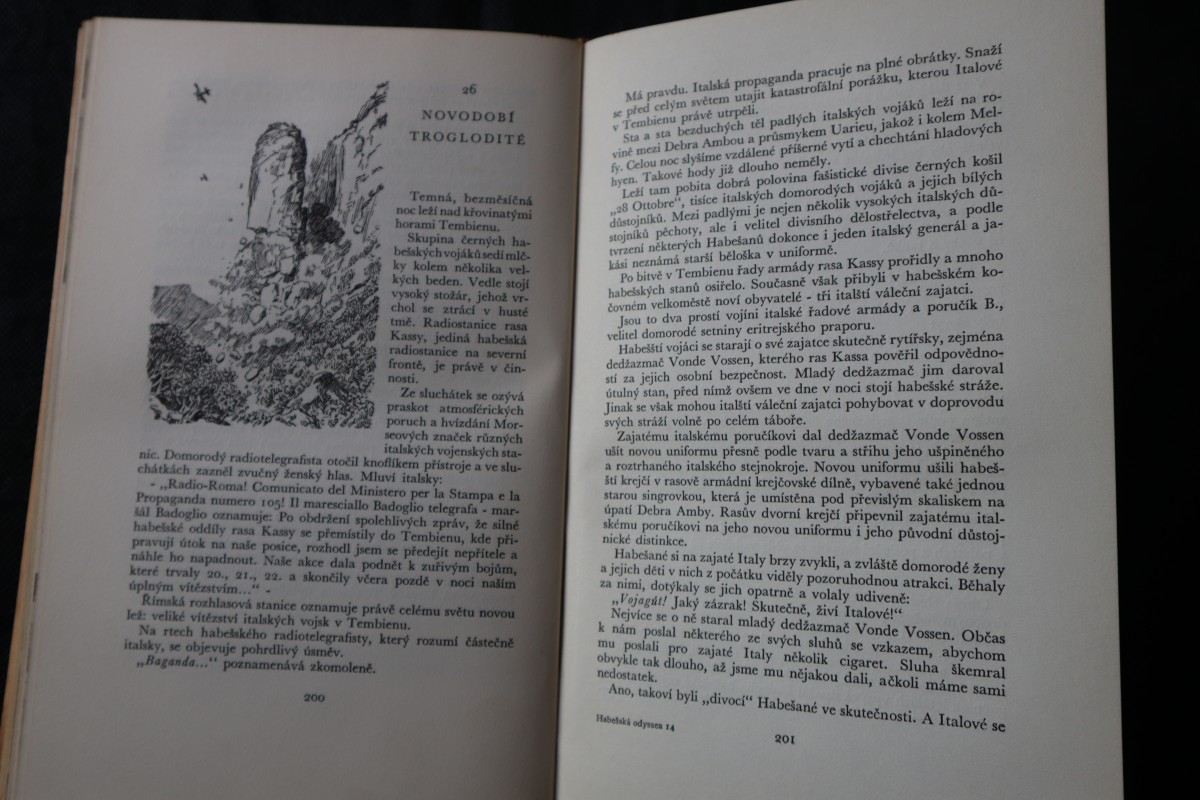 26
NOVODOBÍ
TROGLODITÉ
Temná, bezměsíčná
noc leží nad křovinatými
horami Tembienu.
Skupina černých ha-
bešských vojáků sedí mlč-
ky kolem několika vel-
kých beden. Vedle stojí
vysoký stožár, jehož vr-
chol se ztrácí v husté
tmě. Radiostanice rasa
Kassy, jediná habešská
radiostanice na severní
frontě, je právě v čin-
nosti.
Ze sluchátek se ozývá
praskot atmosférických
poruch a hvízdání Mor-
seových značek různých
italských vojenských sta-
nic. Domorodý radiotelegrafista otočil knoflíkem přístroje a ve slu-
chátkách zazněl zvučný ženský hlas. Mluví italsky:
- „Radio-Roma! Comunicato del Ministero per la Stampa e la
Propaganda numero 105! Il maresciallo Badoglio telegrafa - mar-
šál Badoglio oznamuje: Po obdržení spolehlivých zpráv, že silné
habešské oddíly rasa Kassy se přemístily do Tembienu, kde při-
pravují útok na naše posice, rozhodl jsem se předejít nepřítele a
náhle ho napadnout. Naše akce dala podnět k zuřivým bojům,
které trvaly 20., 21., 22. a skončily včera pozdě v noci naším
úplným vítězstvím...“ -
Římská rozhlasová stanice oznamuje právě celému světu novou
lež: veliké vítězství italských vojsk v Tembienu.
Na rtech habešského radiotelegrafisty, který rozumí částečně
italsky, se objevuje pohrdlivý úsměv.
„Baganda...“ poznamenává zkomoleně.
200
Má pravdu. Italská propaganda pracuje na plné obrátky. Snaží
se před celým světem utajit katastrofální porážku, kterou Italové
v Tembienu právě utrpěli.
Sta a sta bezduchých těl padlých italských vojáků leží na ro-
vině mezi Debra Ambou a průsmykem Uarieu, jakož i kolem Mel-
fy. Celou noc slyšíme vzdálené příšerné vytí a chechtání hladových
hyen. Takové hody již dlouho neměly.
Leží tam pobita dobrá polovina fašistické divise černých košil
„28 Ottobre“, tisíce italských domorodých vojáků a jejich bílých
důstojníků. Mezi padlými je nejen několik vysokých italských dů-
stojníků pěchoty, ale i velitel divisního dělostřelectva, a podle
tvrzení některých Habešanů dokonce i jeden italský generál a ja-
kási neznámá starší běloška v uniformě.
Po bitvě v Tembienu řady armády rasa Kassy prořidly a mnoho
habešských stanů osiřelo. Současně však přibyli v habešském ko-
čovném velkoměstě noví obyvatelé - tři italští váleční zajatci.
Jsou to dva prostí vojíni italské řadové armády a poručík B.,
velitel domorodé setniny eritrejského praporu.
Habeští vojáci se starají o své zajatce skutečně rytířsky, zejména
dedžazmač Vonde Vossen, kterého ras Kassa pověřil odpovědno-
stí za jejich osobní bezpečnost. Mladý dedžazmač jim daroval
útulný stan, před nímž ovšem ve dne v noci stojí habešské stráže.
Jinak se však mohou italští váleční zajatci pohybovat v doprovodu
svých stráží volně po celém táboře.
Zajatému italskému poručíkovi dal dedžazmač Vonde Vossen
ušít novou uniformu přesně podle tvaru a střihu jeho ušpiněného
a roztrhaného italského stejnokroje. Novou uniformu ušili habeš-
ští krejčí v rasově armádní krejčovské dílně, vybavené také jednou
starou singrovkou, která je umístěna pod převislým skaliskem na
úpatí Debra Amby. Rasův dvorní krejčí připevnil zajatému ital-
skému poručíkovi na jeho novou uniformu i jeho původní důstoj-
nické distinkce.
Habešané si na zajaté Italy brzy zvykli, a zvláště domorodé ženy
a jejich děti v nich z počátku viděly pozoruhodnou atrakci. Běhaly
za nimi, dotýkaly se jich opatrně a volaly udiveně:
„Vojagút! Jaký zázrak! Skutečně, živí Italové!“
Nejvíce se o ně staral mladý dedžazmač Vonde Vossen. Občas
k nám poslal některého ze svých sluhů se vzkazem, abychom
mu poslali pro zajaté Italy několik cigaret. Sluha škemral
obvykle tak dlouho, až jsme mu nějakou dali, ačkoli máme sami
nedostatek.
Ano, takoví byli „divocí“ Habešané ve skutečnosti. A Italové se
Habešská odyssea 14
201